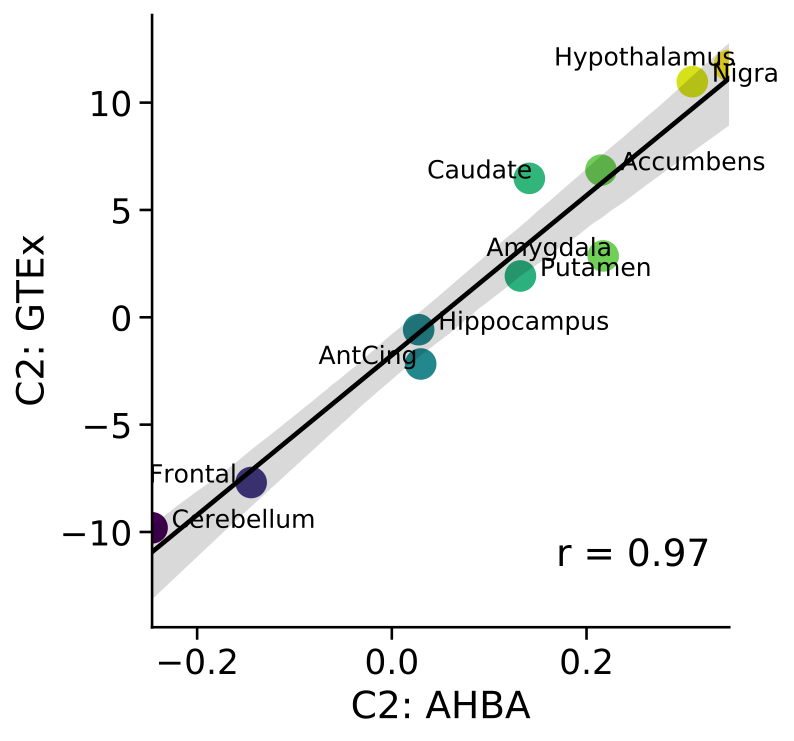 Hypothalamus
Nigra
10
Caudate
Accumbens
5
Amygdala
Putamen
0
Hippocampus
AntCing
−5
Frontal
Cerebellum
−10
r = 0.97
C2: GTEx
−0.2
0.0
0.2
C2: AHBA